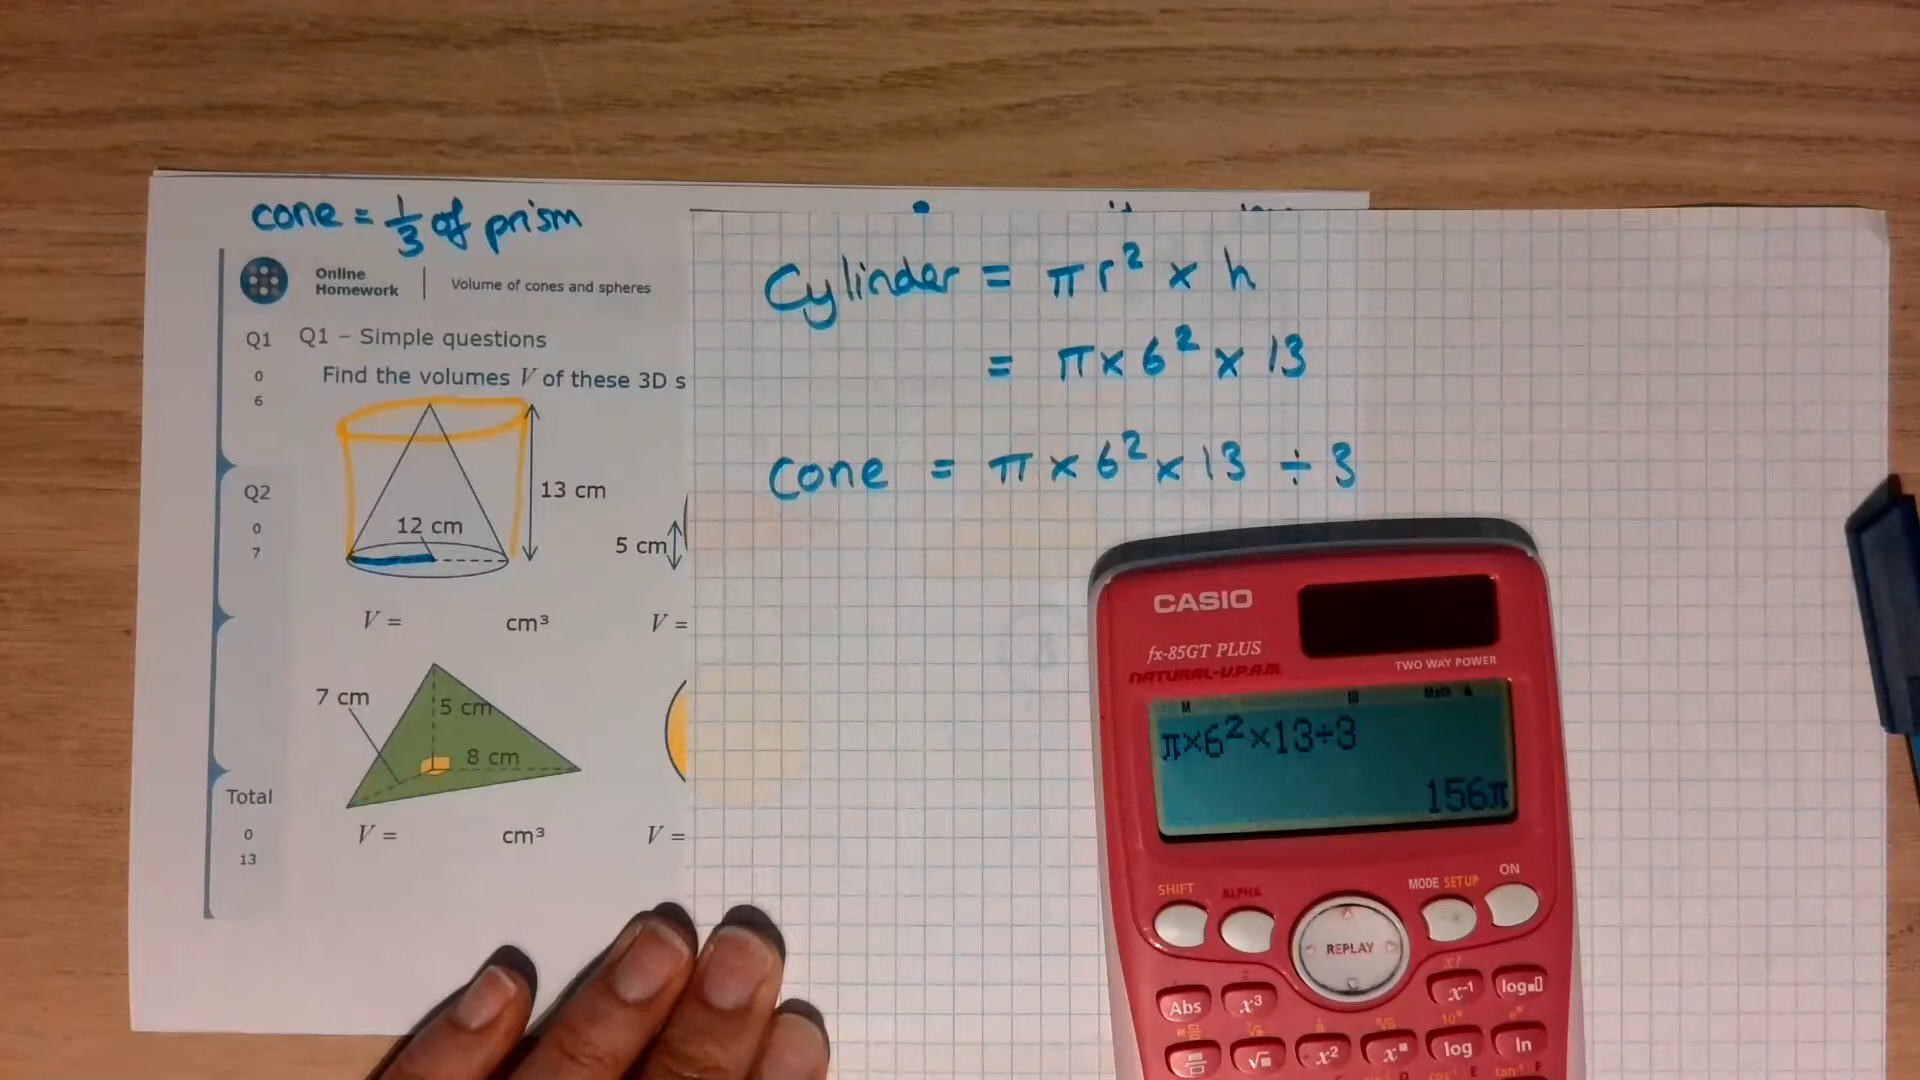 cone = 1/3 of prism
Online Homework | Volume of cones and spheres
Q1
0
6
Q2
0
7
Total
0
13
Q1 – Simple questions
Find the volumes V of these 3D s
13 cm
12 cm
5 cm
V = cm³
V =
7 cm
5 cm
8 cm
V = cm³
V =
Cylinder = πr² × h
= π × 6² × 13
Cone = π × 6² × 13 ÷ 3
CASIO
fx-85GT PLUS
NATURAL-V.P.A.M.
TWO WAY POWER
M Math
π×6²×13÷3
156π
SHIFT
ALPHA
MODE SETUP
ON
REPLAY
Abs
x³
x!
x⁻¹
log
x²
log
ln